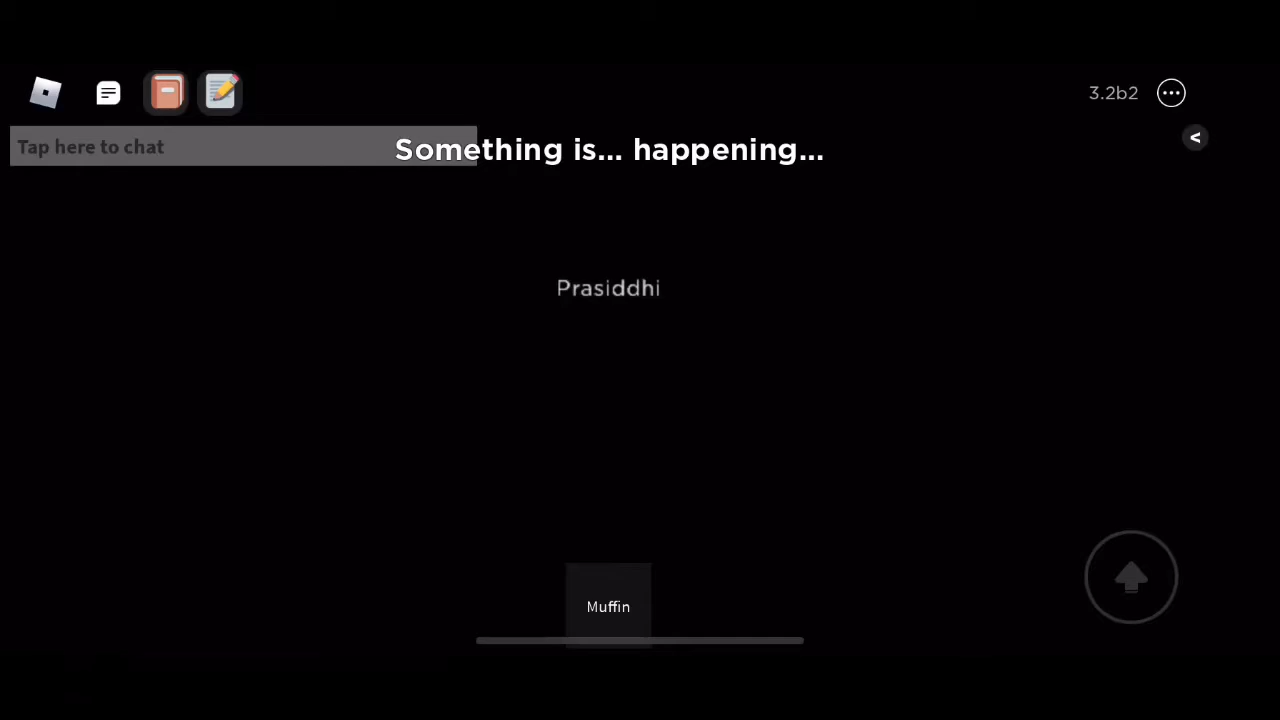 3.2b2
Tap here to chat
Something is... happening...
<
Prasiddhi
Muffin